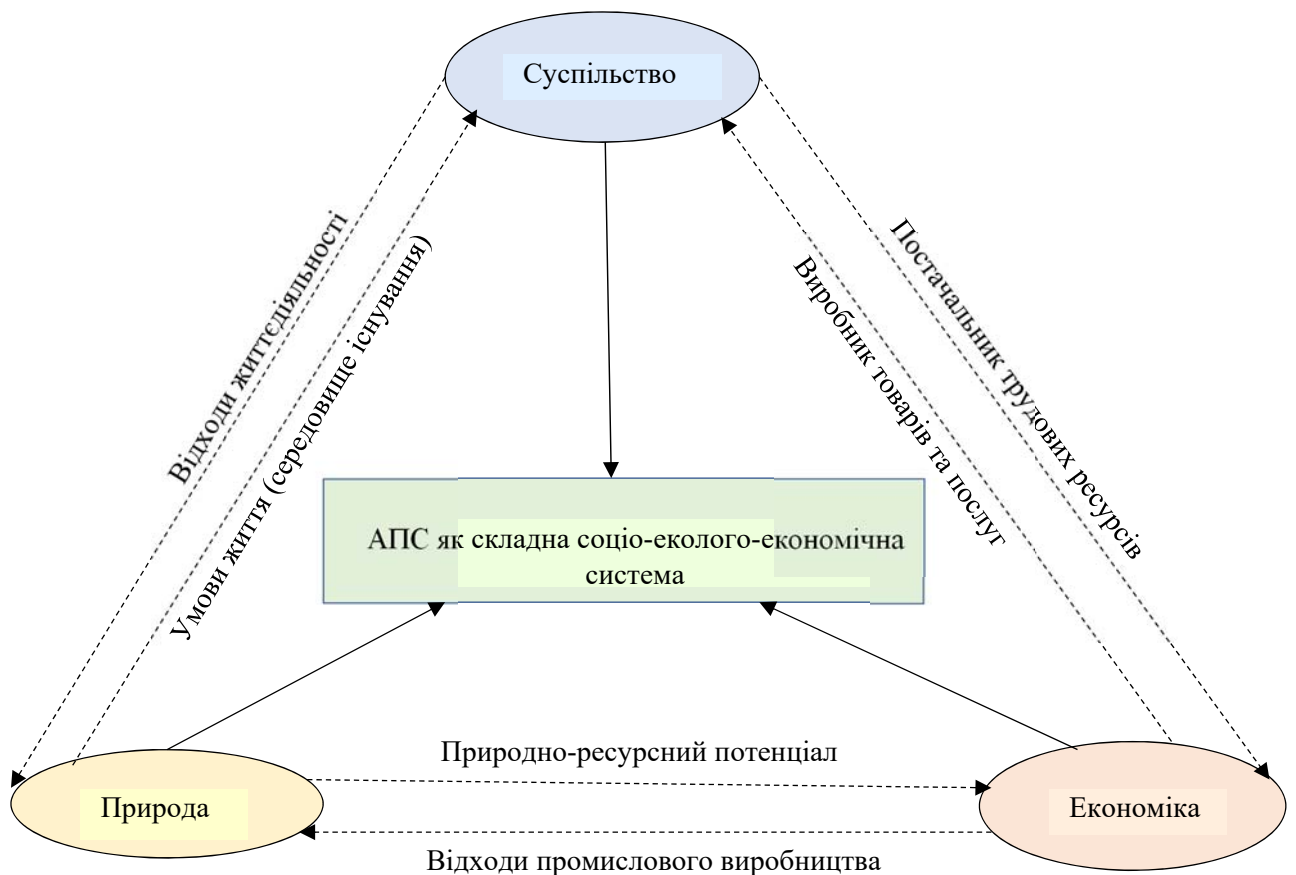 Суспільство
Відходи життєдіяльності
Умови життя (середовище існування)
Виробник товарів та послуг
Постачальник трудових ресурсів
АПС як складна соціо-еколого-економічна
система
Природно-ресурсний потенціал
Природа
Економіка
Відходи промислового виробництва